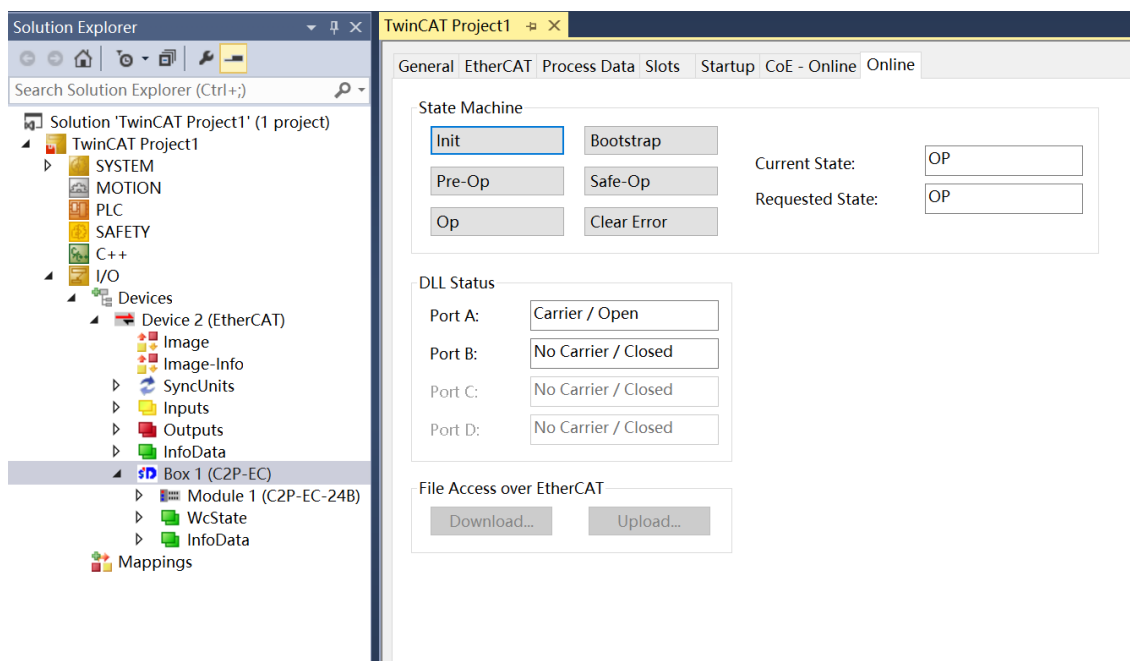 Solution Explorer
Search Solution Explorer (Ctrl+;)
Solution 'TwinCAT Project1' (1 project)
TwinCAT Project1
SYSTEM
MOTION
PLC
SAFETY
C++
I/O
Devices
Device 2 (EtherCAT)
Image
Image-Info
SyncUnits
Inputs
Outputs
InfoData
Box 1 (C2P-EC)
Module 1 (C2P-EC-24B)
WcState
InfoData
Mappings
TwinCAT Project1
General EtherCAT Process Data Slots Startup CoE - Online Online
State Machine
Init Bootstrap
Pre-Op Safe-Op
Op Clear Error
Current State: OP
Requested State: OP
DLL Status
Port A: Carrier / Open
Port B: No Carrier / Closed
Port C: No Carrier / Closed
Port D: No Carrier / Closed
File Access over EtherCAT
Download... Upload...